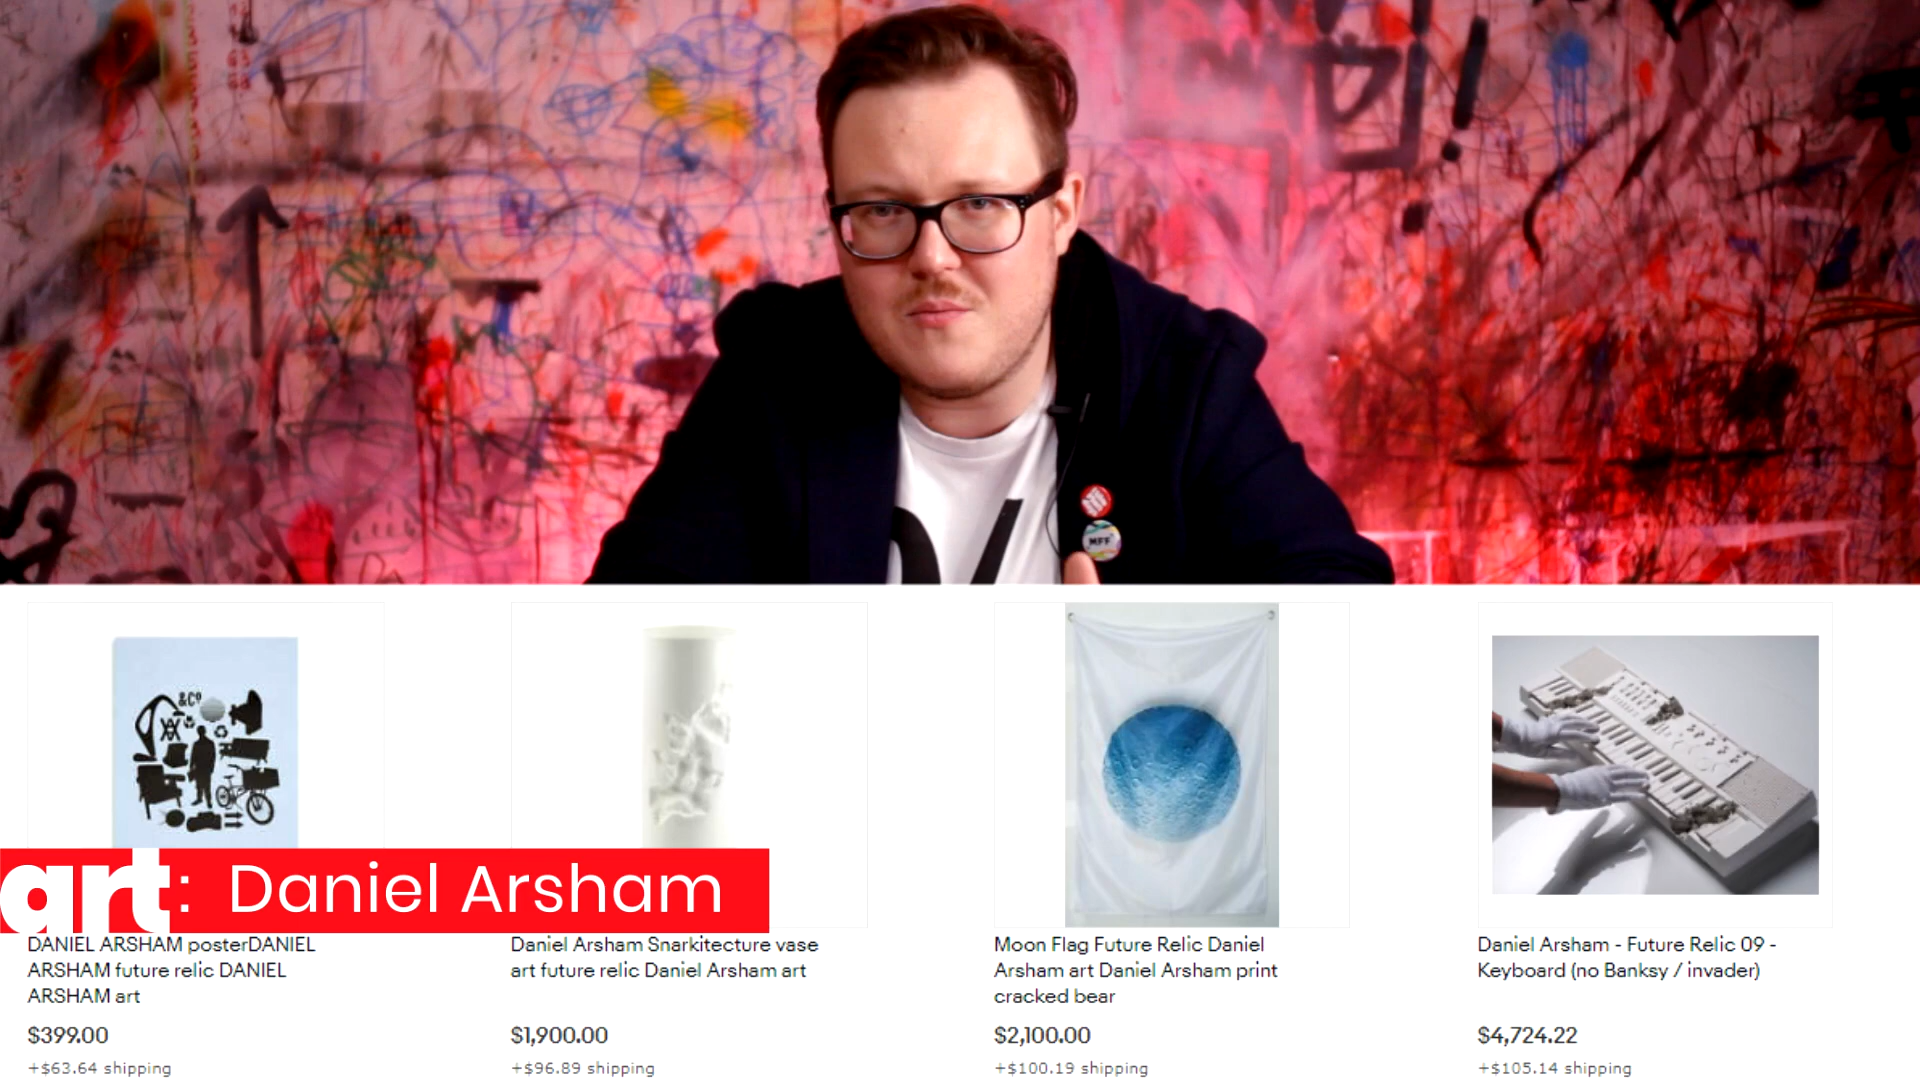 MFF
&Co
art: Daniel Arsham
DANIEL ARSHAM posterDANIEL
ARSHAM future relic DANIEL
ARSHAM art
$399.00
+$63.64 shipping
Daniel Arsham Snarkitecture vase
art future relic Daniel Arsham art
$1,900.00
+$96.89 shipping
Moon Flag Future Relic Daniel
Arsham art Daniel Arsham print
cracked bear
$2,100.00
+$100.19 shipping
Daniel Arsham - Future Relic 09 -
Keyboard (no Banksy / invader)
$4,724.22
+$105.14 shipping